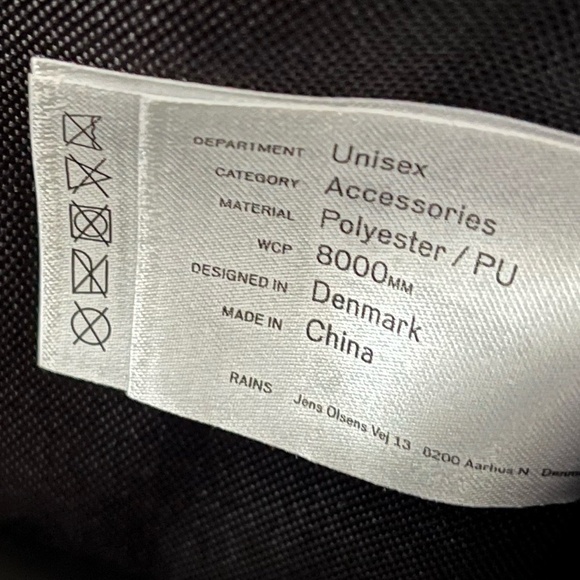 DEPARTMENT Unisex
CATEGORY Accessories
MATERIAL Polyester / PU
WCP 8000MM
DESIGNED IN Denmark
MADE IN China
RAINS Jens Olsens Vej 13 8200 Aarhus N